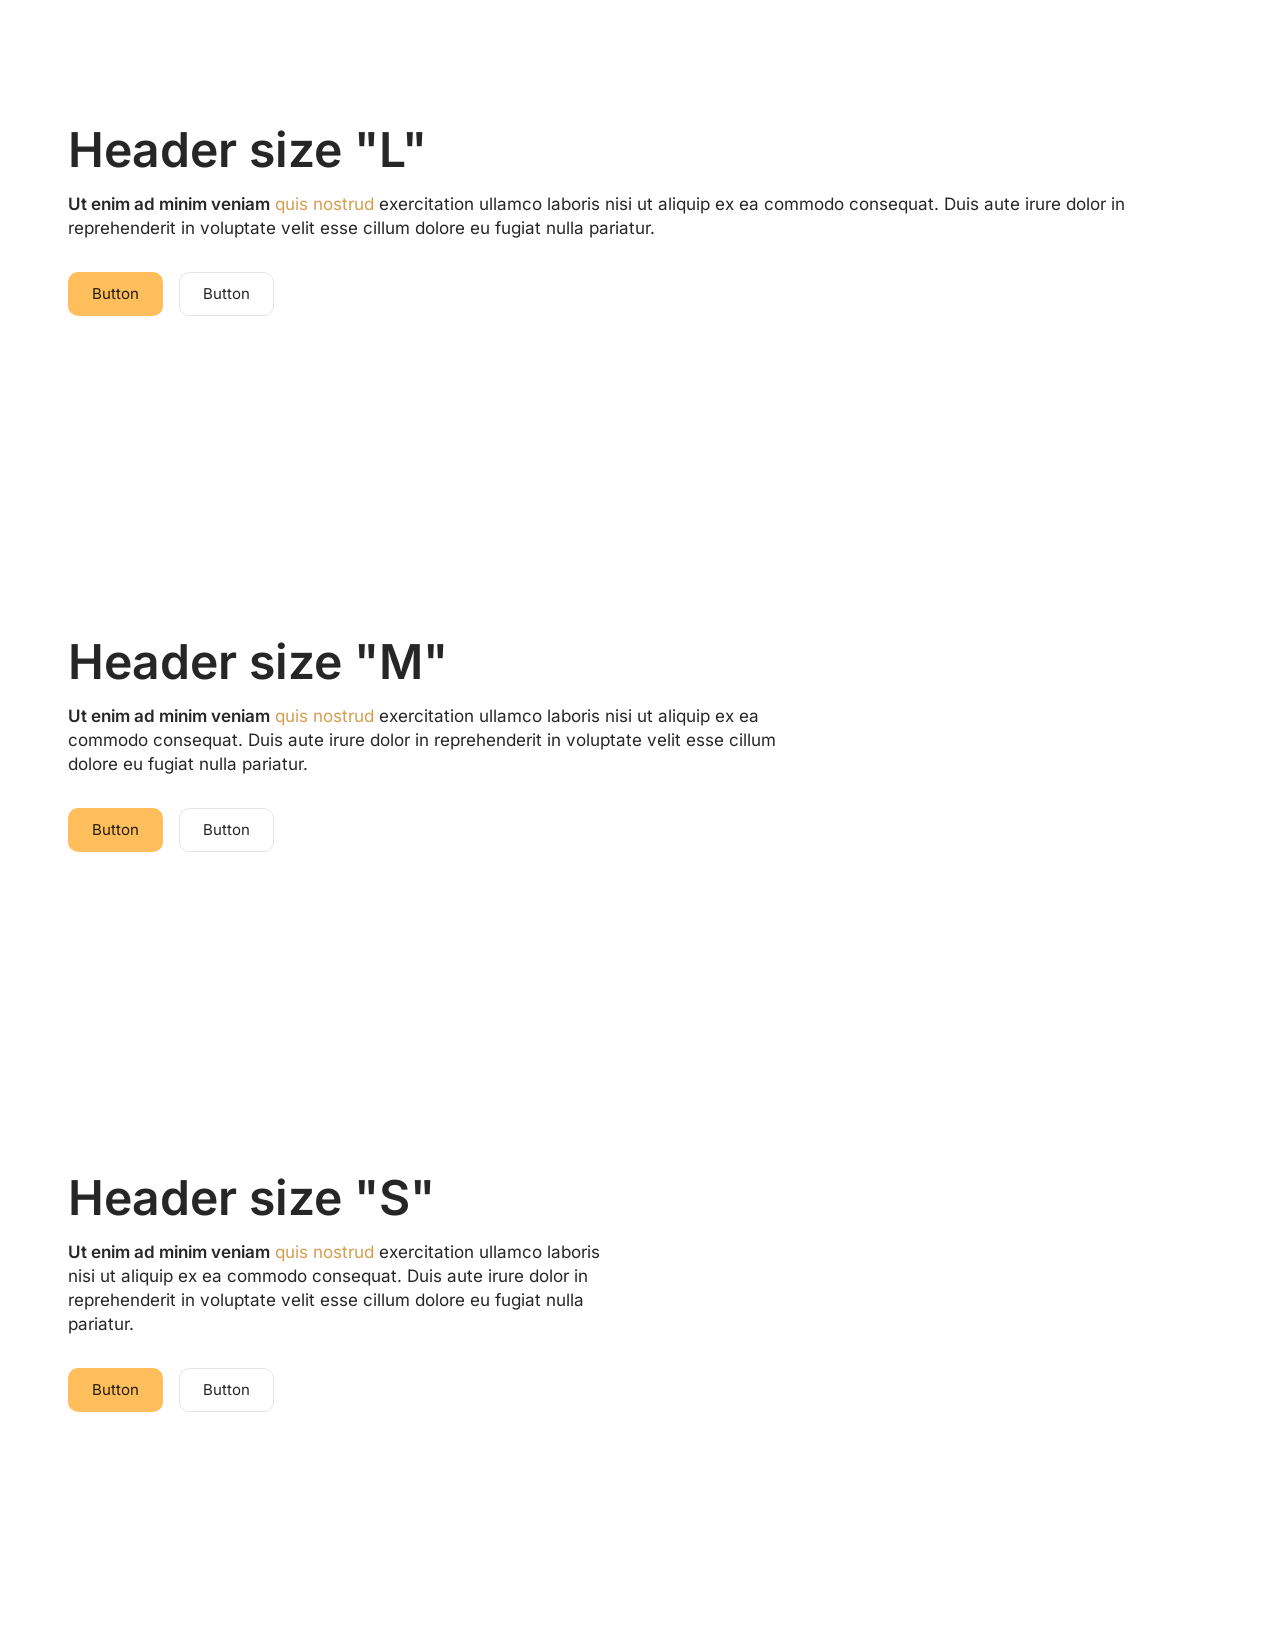 Header size "L"
Ut enim ad minim veniam quis nostrud exercitation ullamco laboris nisi ut aliquip ex ea commodo consequat. Duis aute irure dolor in
reprehenderit in voluptate velit esse cillum dolore eu fugiat nulla pariatur.
Button
Button
Header size "M"
Ut enim ad minim veniam quis nostrud exercitation ullamco laboris nisi ut aliquip ex ea
commodo consequat. Duis aute irure dolor in reprehenderit in voluptate velit esse cillum
dolore eu fugiat nulla pariatur.
Button
Button
Header size "S"
Ut enim ad minim veniam quis nostrud exercitation ullamco laboris
nisi ut aliquip ex ea commodo consequat. Duis aute irure dolor in
reprehenderit in voluptate velit esse cillum dolore eu fugiat nulla
pariatur.
Button
Button